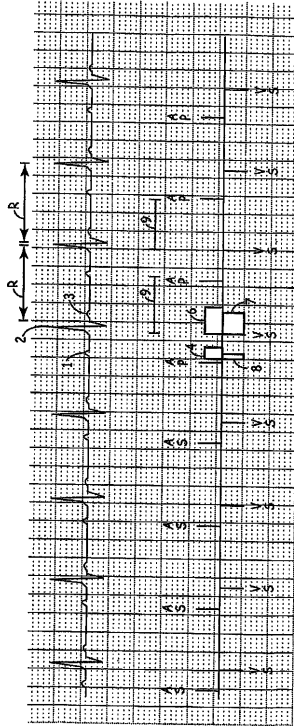 R R
2
1 3
9 9
A A A A A A A A
S S S S P P P P
4 6
8 7
V V V V V V V V
S S S S S S S S